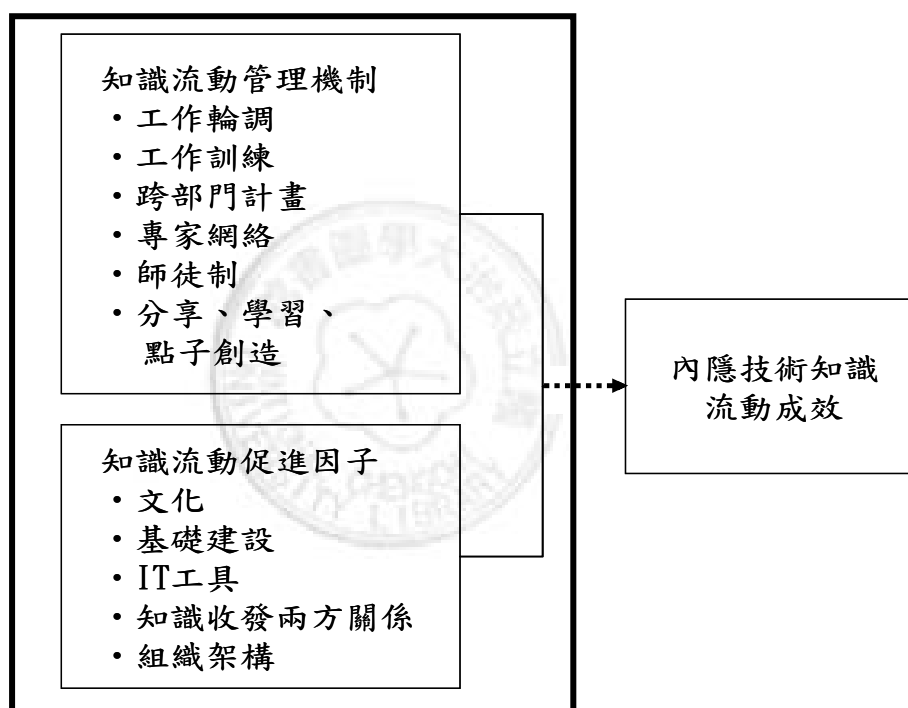 知識流動管理機制
・工作輪調
・工作訓練
・跨部門計畫
・專家網絡
・師徒制
・分享、學習、
點子創造
知識流動促進因子
・文化
・基礎建設
・IT工具
・知識收發兩方關係
・組織架構
內隱技術知識
流動成效